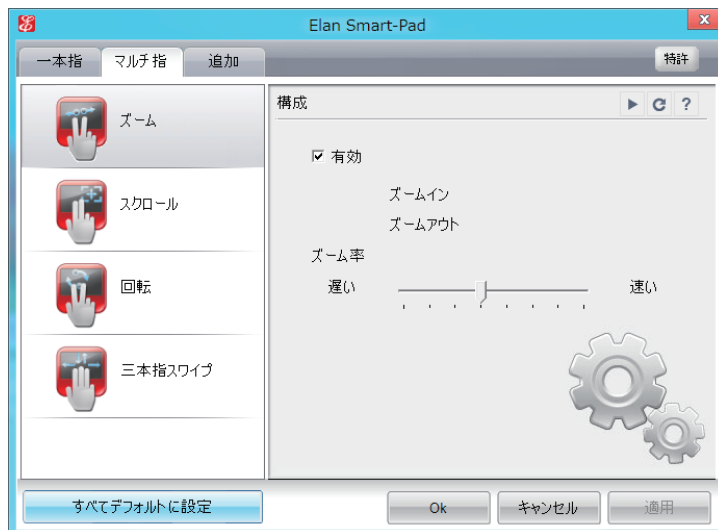 Elan Smart-Pad
一本指 マルチ指 追加 特許
ズーム
スクロール
回転
三本指スワイプ
構成
?
有効
ズームイン
ズームアウト
ズーム率
遅い 速い
すべてデフォルトに設定 Ok キャンセル 適用